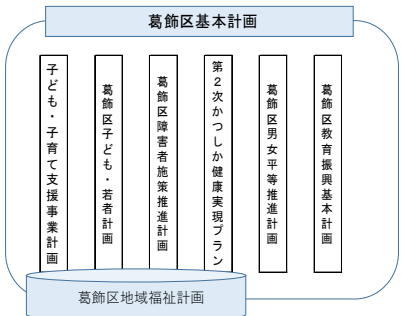 葛飾区基本計画
子ども・子育て支援事業計画
葛飾区子ども・若者計画
葛飾区障害者施策推進計画
第2次かつしか健康実現プラン
葛飾区男女平等推進計画
葛飾区教育振興基本計画
葛飾区地域福祉計画